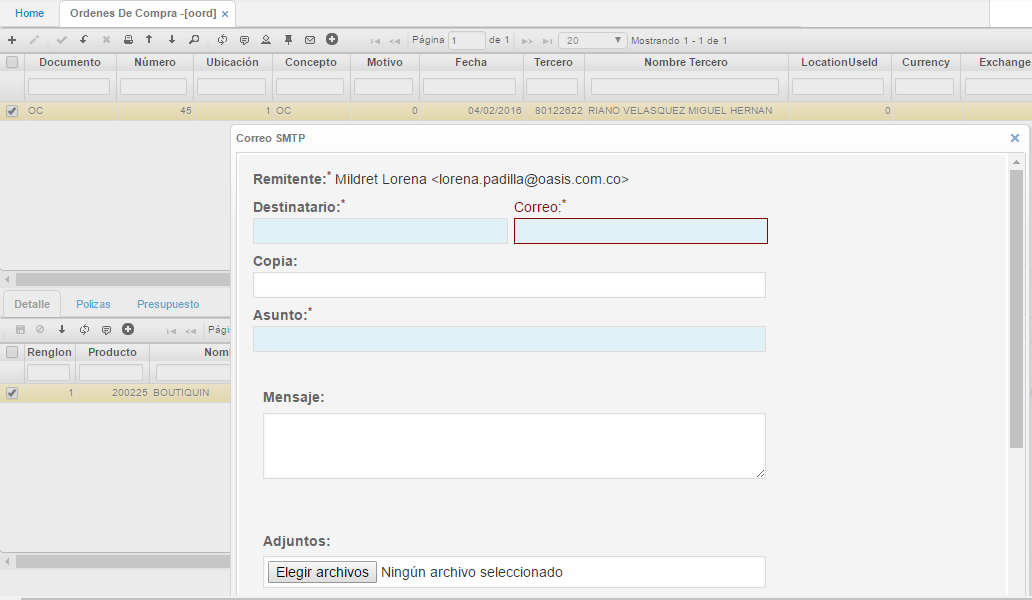 Home
Ordenes De Compra -[oord] ×
Página 1 de 1 20 Mostrando 1 - 1 de 1
Documento Número Ubicación Concepto Motivo Fecha Tercero Nombre Tercero LocationUseId Currency Exchange
OC 45 1 OC 0 04/02/2016 80122622 RIANO VELASQUEZ MIGUEL HERNAN 0
Correo SMTP ×
Remitente:* Mildret Lorena <lorena.padilla@oasis.com.co>
Destinatario:* Correo:*
Copia:
Asunto:*
Detalle Polizas Presupuesto
Pági
Renglon Producto Nomi
1 200225 BOUTIQUIN
Mensaje:
Adjuntos:
Elegir archivos Ningún archivo seleccionado